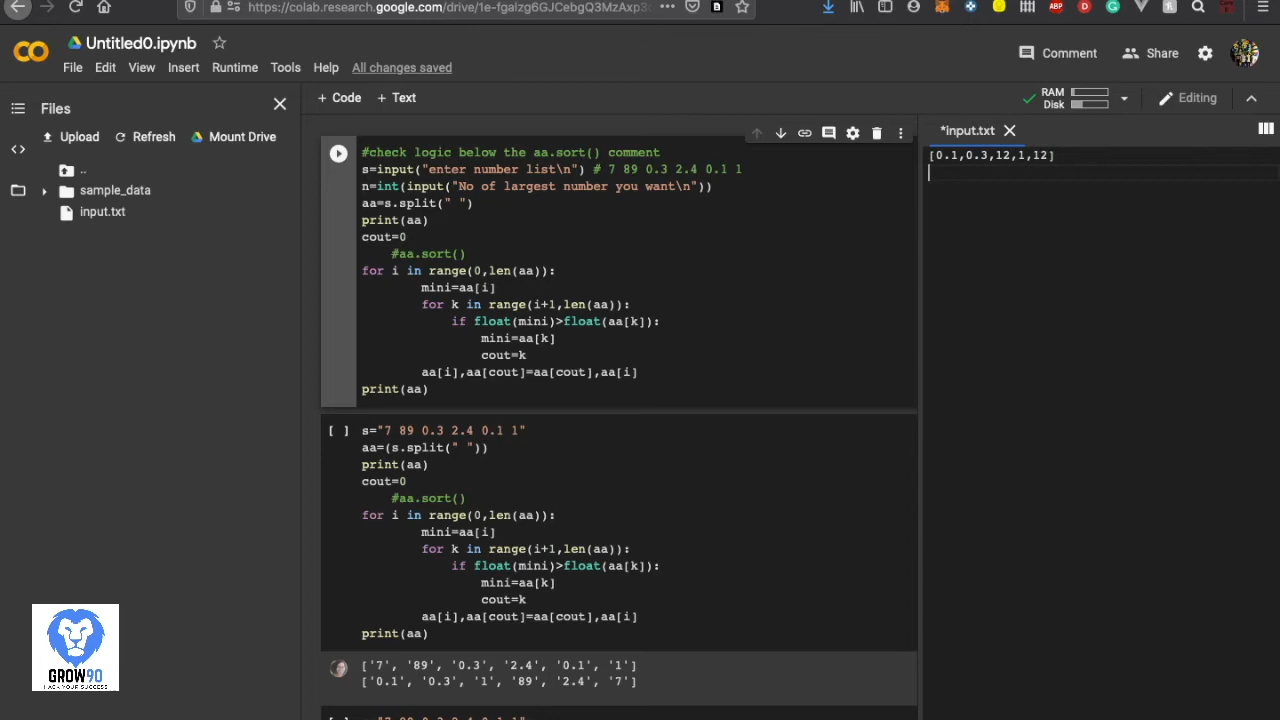 https://colab.research.google.com/drive/1e-fgalzg6GJCebgQ3MzAxp3
Untitled0.ipynb
File Edit View Insert Runtime Tools Help All changes saved
Comment Share
Files
+ Code + Text
RAM
Disk
Editing
Upload Refresh Mount Drive
..
sample_data
input.txt
#check logic below the aa.sort() comment
s=input("enter number list\n") # 7 89 0.3 2.4 0.1 1
n=int(input("No of largest number you want\n"))
aa=s.split(" ")
print(aa)
cout=0
#aa.sort()
for i in range(0,len(aa)):
mini=aa[i]
for k in range(i+1,len(aa)):
if float(mini)>float(aa[k]):
mini=aa[k]
cout=k
aa[i],aa[cout]=aa[cout],aa[i]
print(aa)
[ ] s="7 89 0.3 2.4 0.1 1"
aa=(s.split(" "))
print(aa)
cout=0
#aa.sort()
for i in range(0,len(aa)):
mini=aa[i]
for k in range(i+1,len(aa)):
if float(mini)>float(aa[k]):
mini=aa[k]
cout=k
aa[i],aa[cout]=aa[cout],aa[i]
print(aa)
['7', '89', '0.3', '2.4', '0.1', '1']
['0.1', '0.3', '1', '89', '2.4', '7']
*input.txt
[0.1,0.3,12,1,12]
GROW90
HACK YOUR SUCCESS